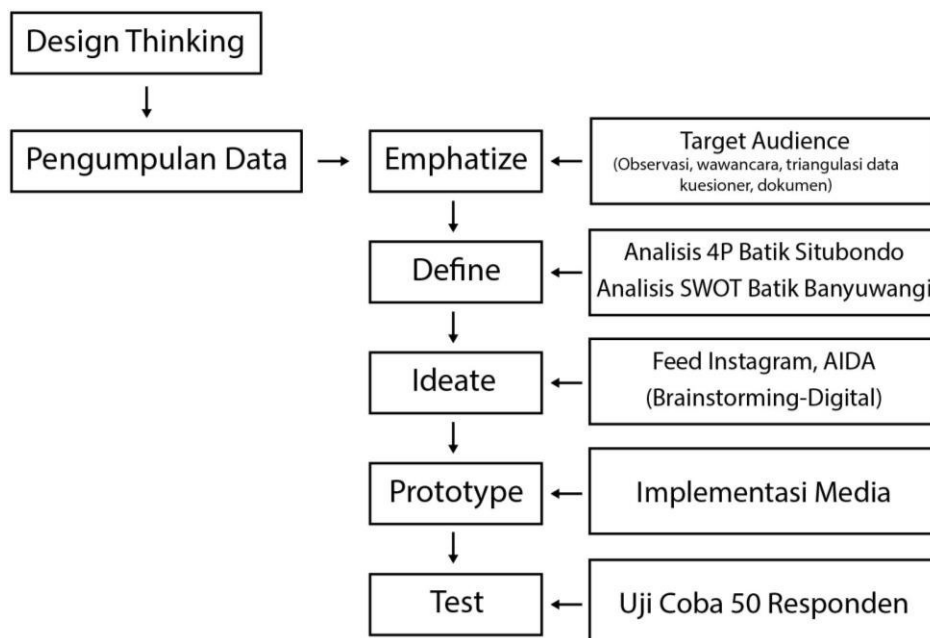 Design Thinking
Pengumpulan Data
Emphatize
Target Audience
(Observasi, wawancara, triangulasi data
kuesioner, dokumen)
Define
Analisis 4P Batik Situbondo
Analisis SWOT Batik Banyuwangi
Ideate
Feed Instagram, AIDA
(Brainstorming-Digital)
Prototype
Implementasi Media
Test
Uji Coba 50 Responden